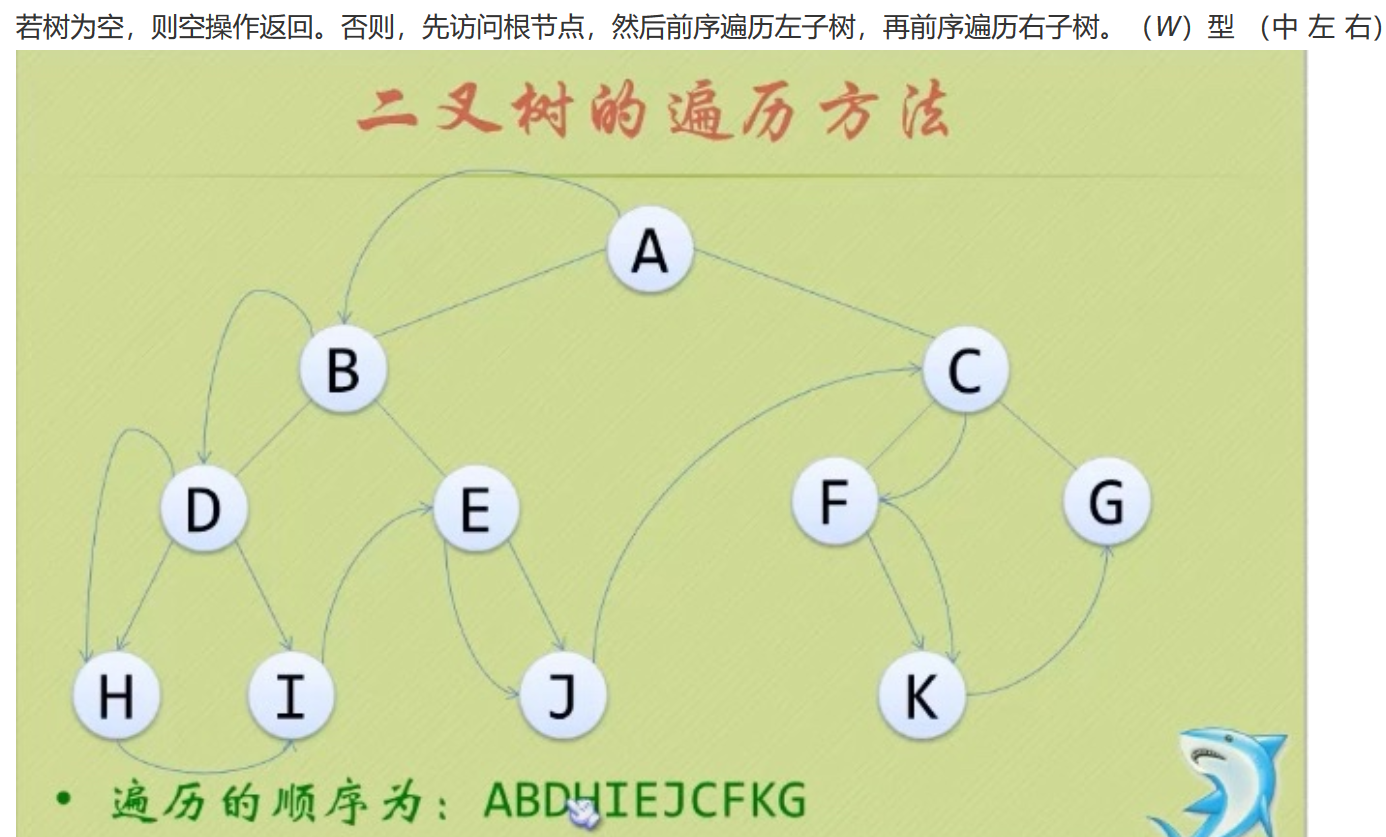 若树为空，则空操作返回。否则，先访问根节点，然后前序遍历左子树，再前序遍历右子树。（W）型 （中 左 右）
二叉树的遍历方法
A
B
C
D
E
F
G
H
I
J
K
• 遍历的顺序为：ABDHIEJCFKG